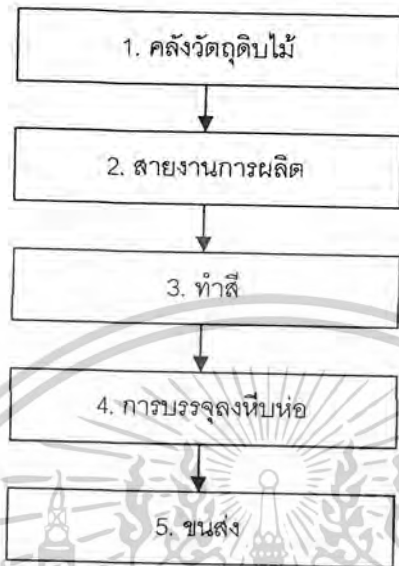 1. คลังวัตถุดิบไม้
2. สายงานการผลิต
3. ทำสี
4. การบรรจุลงหีบห่อ
5. ขนส่ง